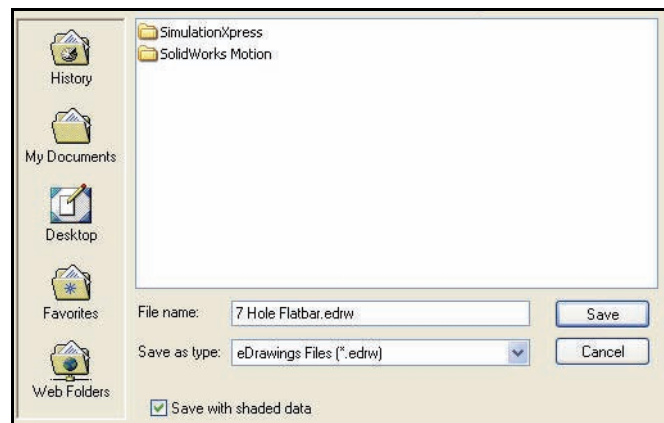 SimulationXpress
SolidWorks Motion
History
My Documents
Desktop
Favorites
Web Folders
File name: 7 Hole Flatbar.edrw Save
Save as type: eDrawings Files (*.edrw) Cancel
Save with shaded data